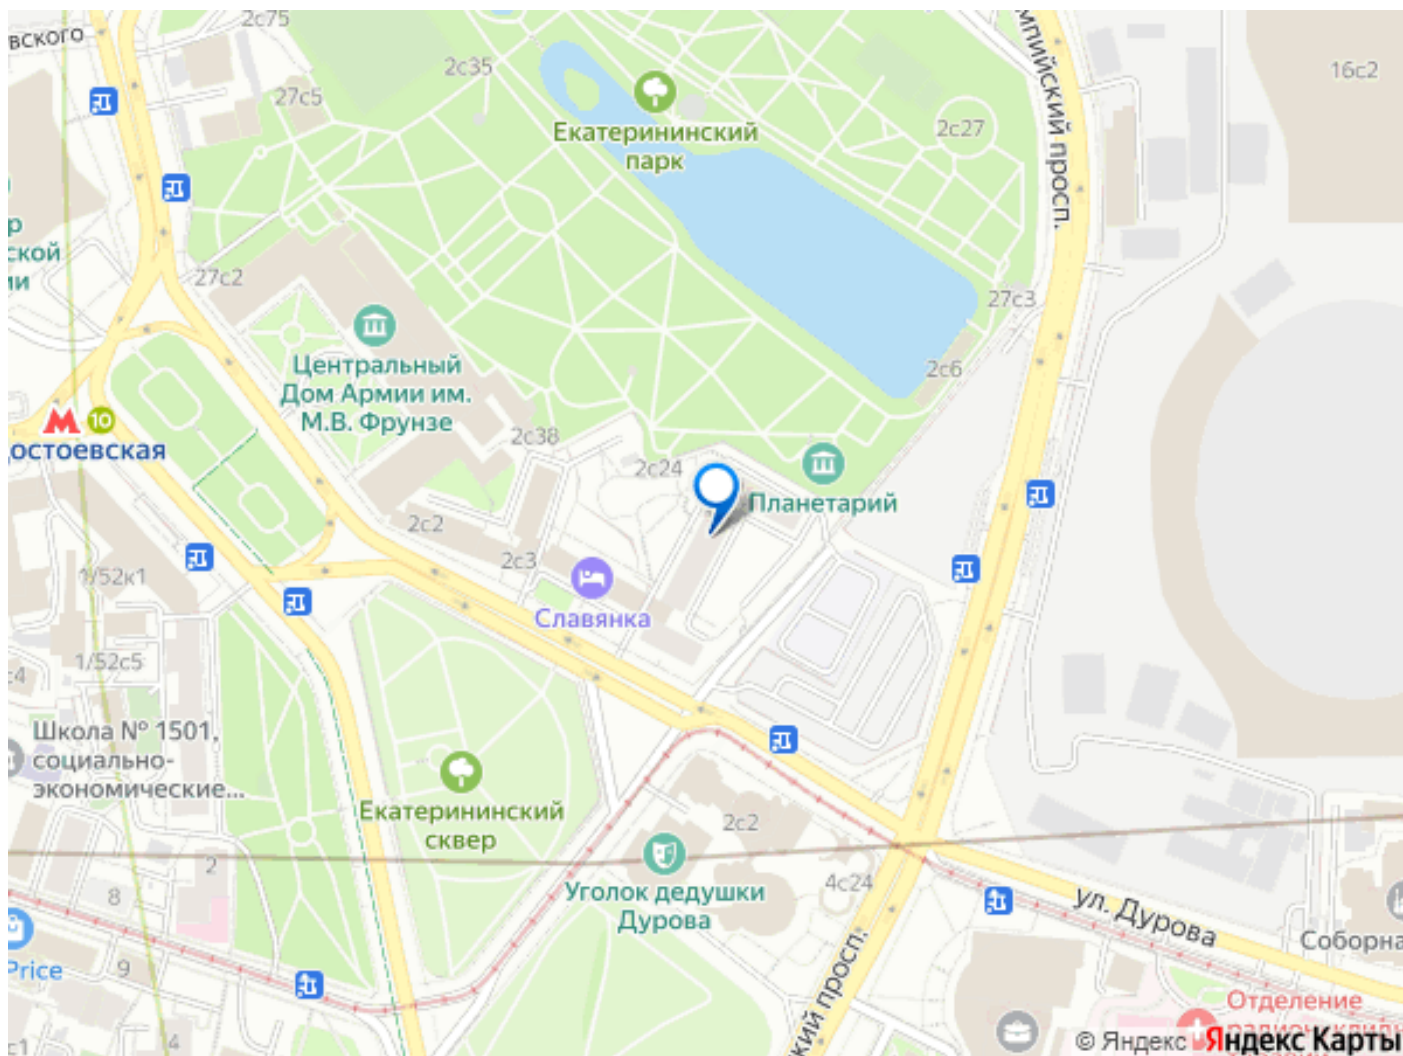 2с75
вского
2с35
16с2
27с5
Екатерининский
парк
2с27
мпийский просп.
р
ской
ии
27с2
27с3
Центральный
Дом Армии им.
М.В. Фрунзе
2с6
10
остоевская
2с38
2с24
Планетарий
2с2
2с3
1/52к1
Славянка
1/52с5
с4
Школа № 1501,
социально-
экономические...
Екатерининский
сквер
2с2
2
4с24
Уголок дедушки
Дурова
8
ул. Дурова
Соборна
Price
9
кий просп.
Отделение
с1
4
© Яндекс Яндекс Карты